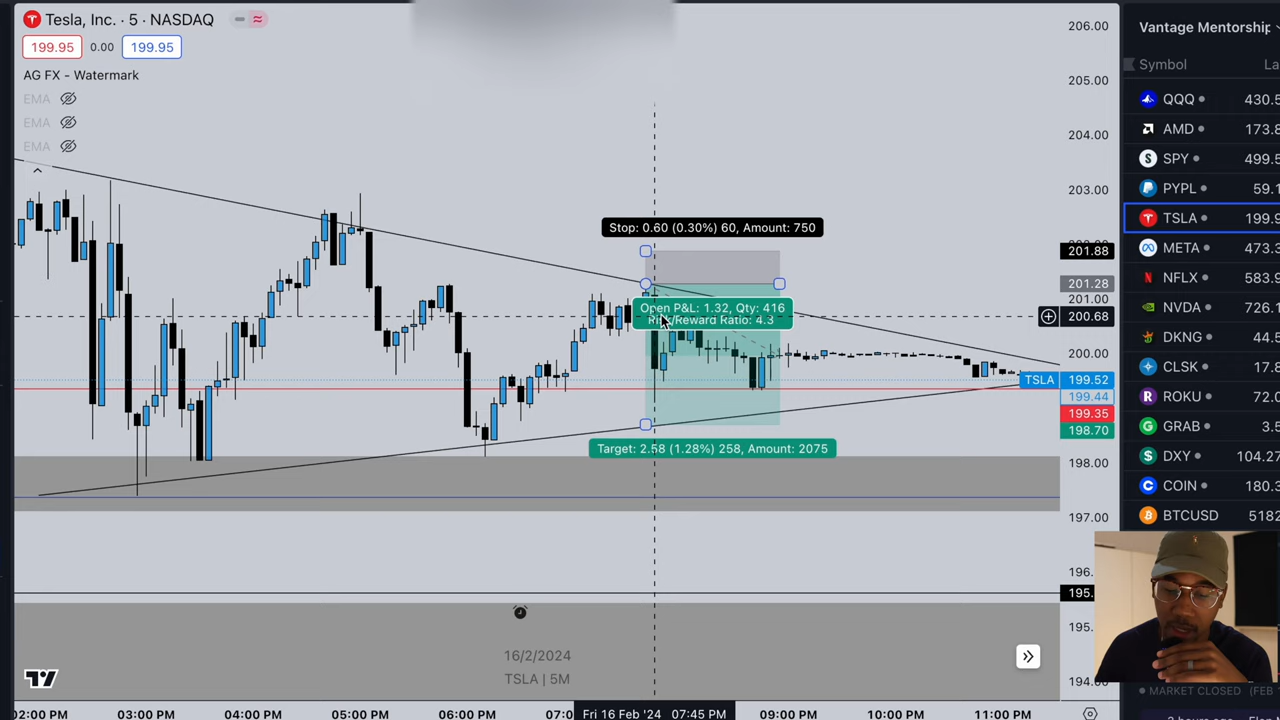 Tesla, Inc. · 5 · NASDAQ
199.95 0.00 199.95
AG FX - Watermark
EMA
EMA
EMA
Stop: 0.60 (0.30%) 60, Amount: 750
Open P&L: 1.32, Qty: 416
Risk/Reward Ratio: 4.3
Target: 2.58 (1.28%) 258, Amount: 2075
16/2/2024
TSLA | 5M
206.00
205.00
204.00
203.00
201.88
201.28
201.00
200.68
200.00
TSLA 199.52
199.44
199.35
198.70
198.00
197.00
196.
195.
195.
194.
02:00 PM 03:00 PM 04:00 PM 05:00 PM 06:00 PM 07:0 Fri 16 Feb '24 07:45 PM 09:00 PM 10:00 PM 11:00 PM
Vantage Mentorship
Symbol La
QQQ 430.5
AMD 173.8
SPY 499.5
PYPL 59.1
TSLA 199.9
META 473.3
NFLX 583.9
NVDA 726.1
DKNG 44.5
CLSK 17.8
ROKU 72.0
GRAB 3.5
DXY 104.27
COIN 180.3
BTCUSD 5182
MARKET CLOSED (FEB